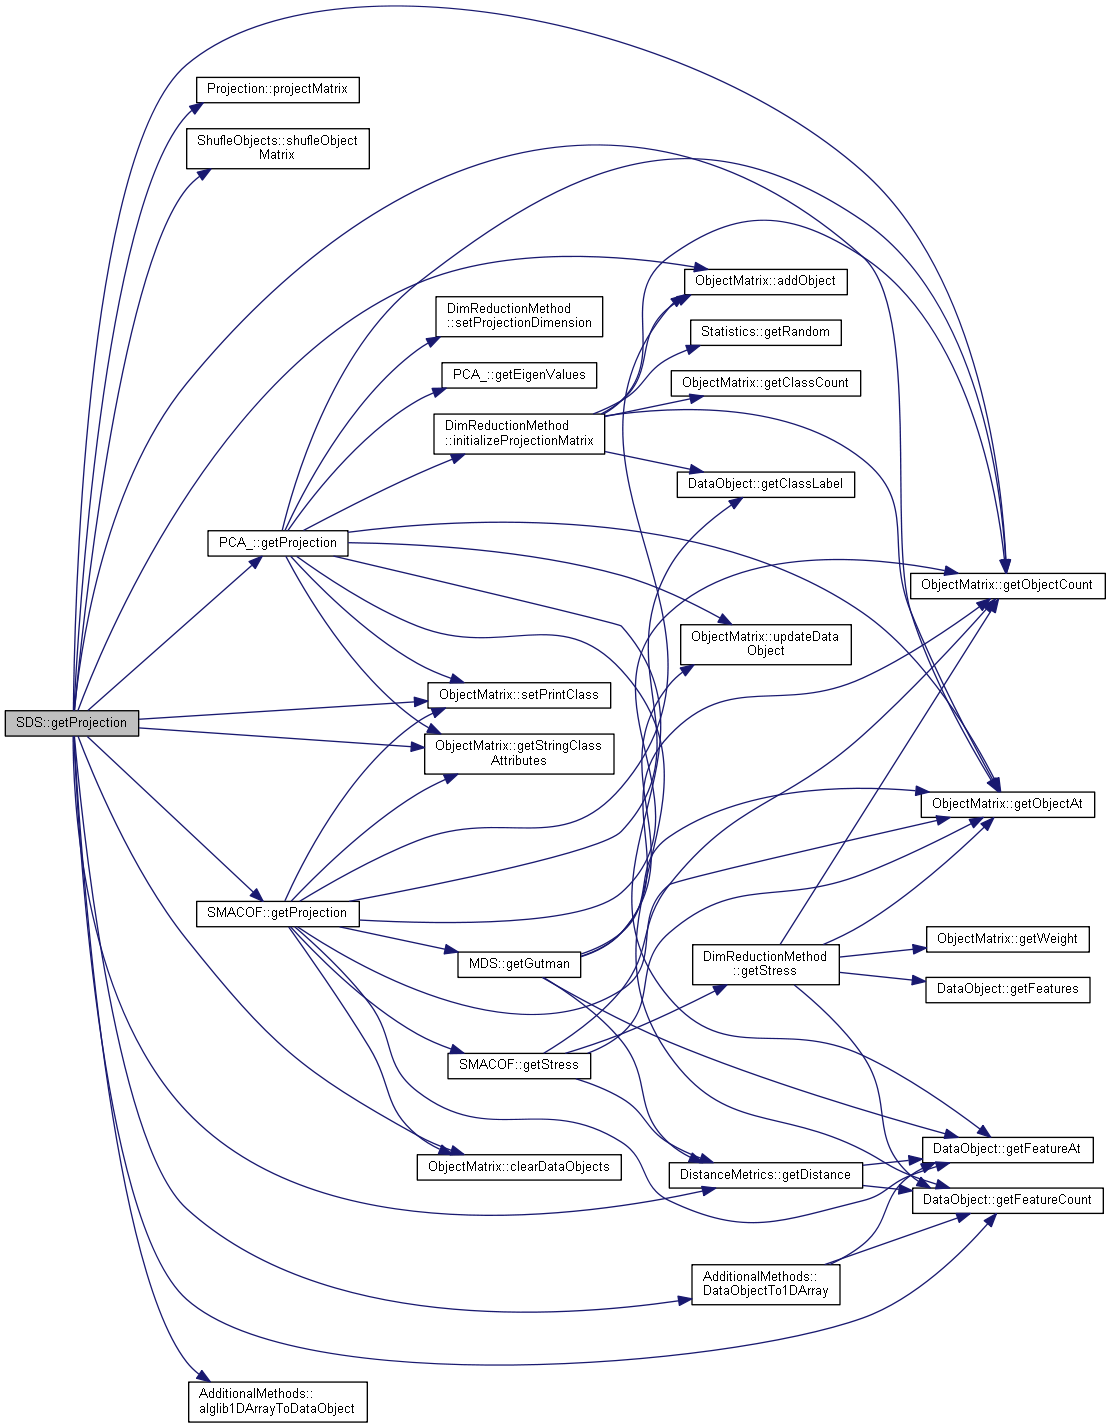 Projection::projectMatrix
ShufleObjects::shufleObject
Matrix
ObjectMatrix::addObject
DimReductionMethod
::setProjectionDimension
Statistics::getRandom
PCA_::getEigenValues
ObjectMatrix::getClassCount
DimReductionMethod
::initializeProjectionMatrix
DataObject::getClassLabel
PCA_::getProjection
ObjectMatrix::getObjectCount
ObjectMatrix::updateData
Object
ObjectMatrix::setPrintClass
SDS::getProjection
ObjectMatrix::getStringClass
Attributes
ObjectMatrix::getObjectAt
SMACOF::getProjection
ObjectMatrix::getWeight
MDS::getGutman
DimReductionMethod
::getStress
DataObject::getFeatures
SMACOF::getStress
DataObject::getFeatureAt
ObjectMatrix::clearDataObjects
DistanceMetrics::getDistance
DataObject::getFeatureCount
AdditionalMethods::
DataObjectTo1DArray
AdditionalMethods::
alglib1DArrayToDataObject